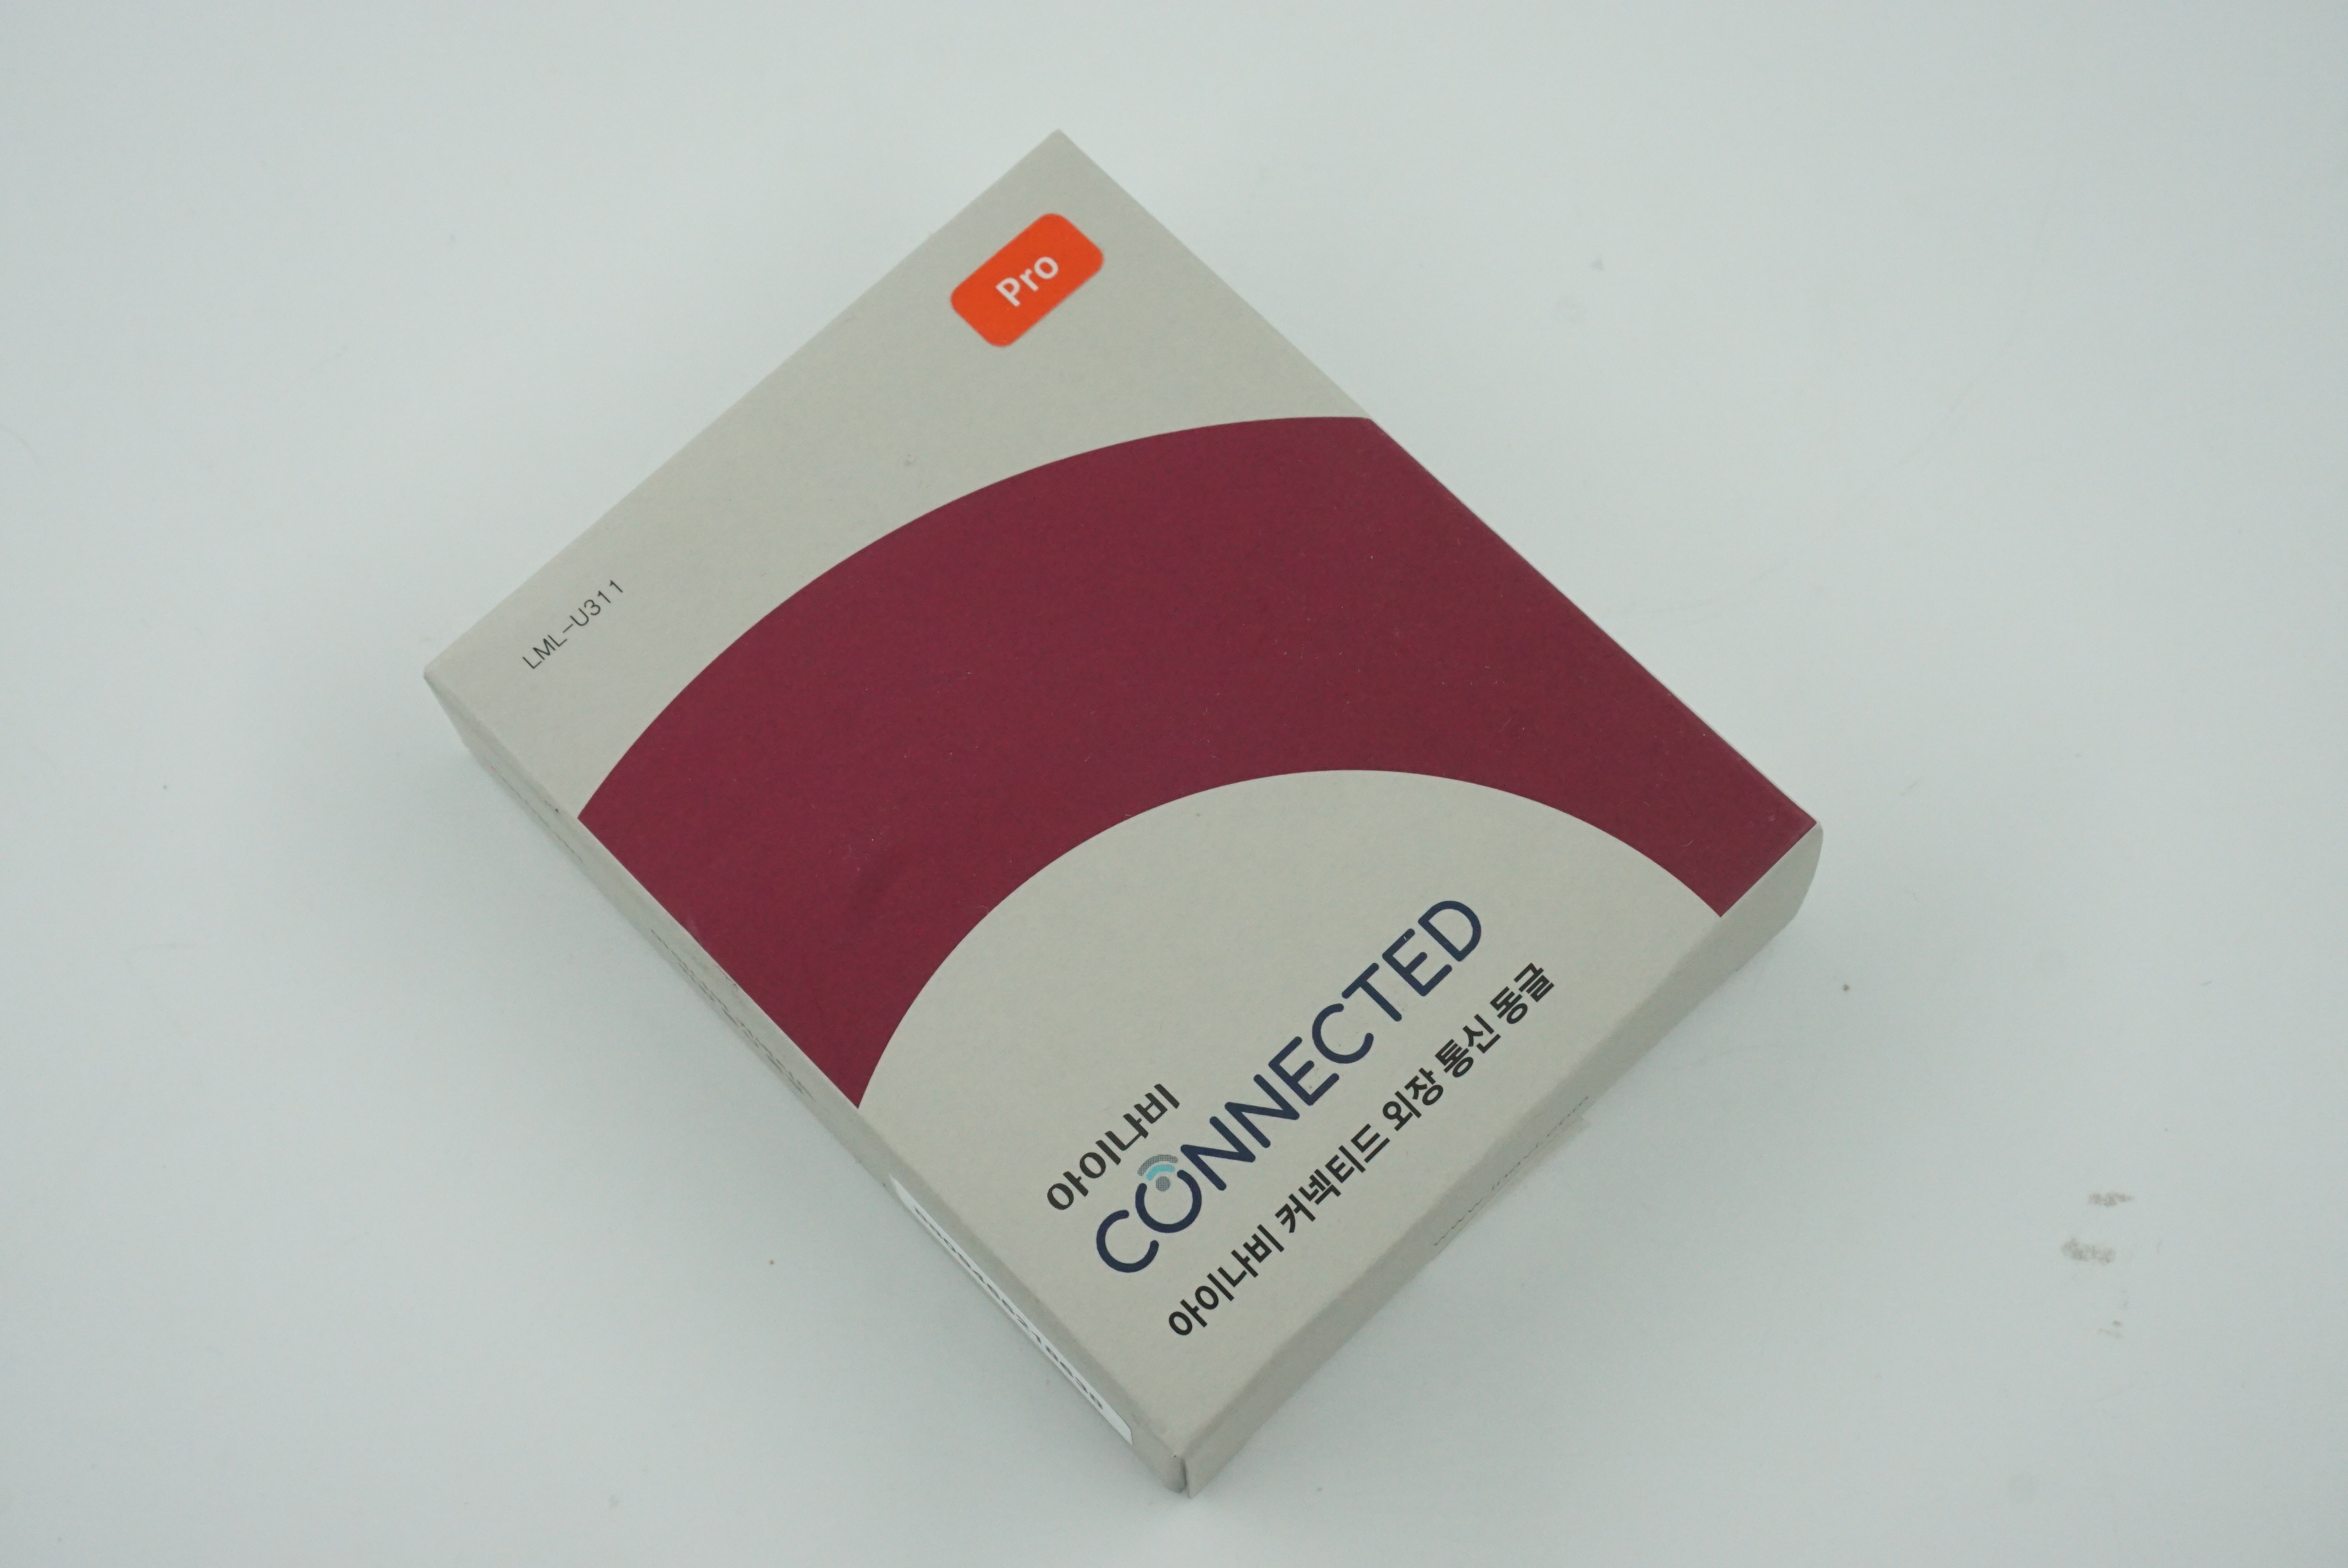 Pro
LML-U311
아이나비
CONNECTED
아이나비 커넥티드 외장 통신 동글